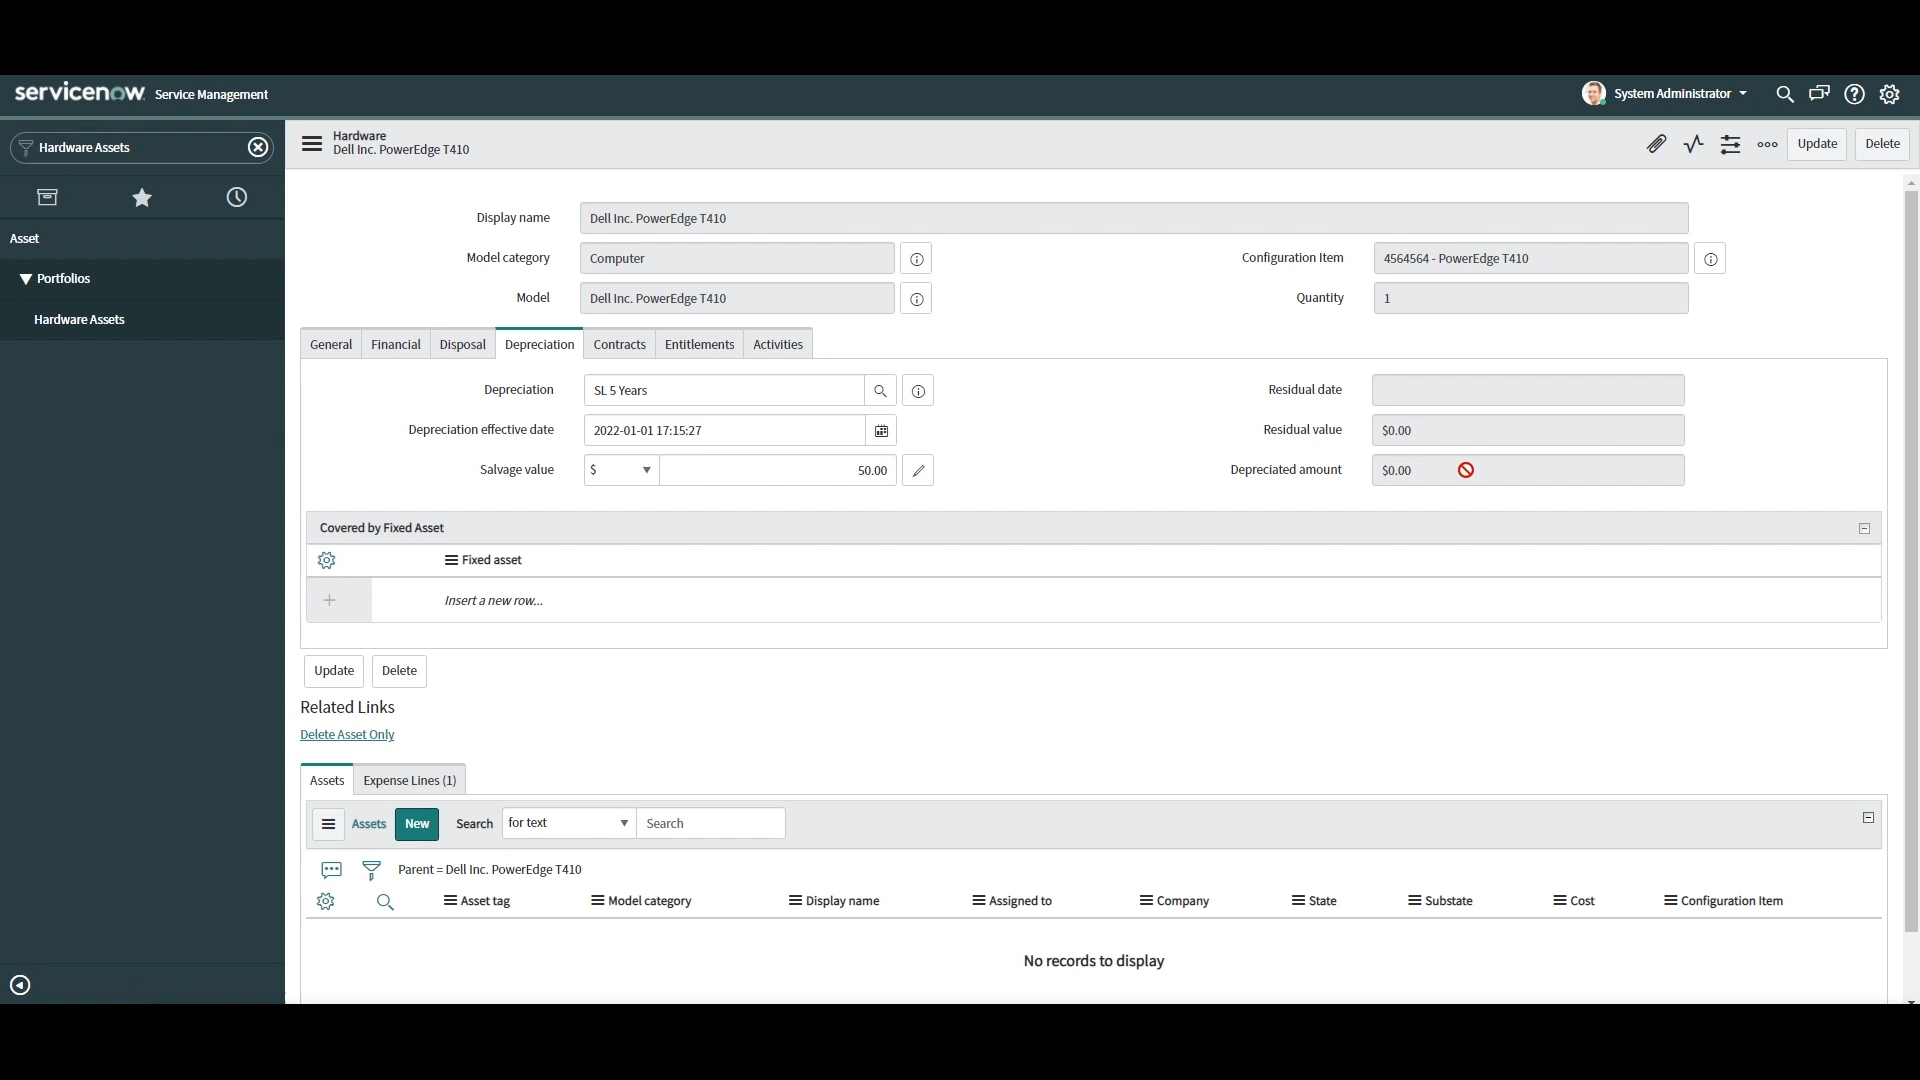 servicenow Service Management
System Administrator
Hardware Assets
Hardware
Dell Inc. PowerEdge T410
Update
Delete
Asset
Portfolios
Hardware Assets
Display name
Dell Inc. PowerEdge T410
Model category
Computer
Configuration Item
4564564 - PowerEdge T410
Model
Dell Inc. PowerEdge T410
Quantity
1
General
Financial
Disposal
Depreciation
Contracts
Entitlements
Activities
Depreciation
SL 5 Years
Residual date
Depreciation effective date
2022-01-01 17:15:27
Residual value
$0.00
Salvage value
$
50.00
Depreciated amount
$0.00
Covered by Fixed Asset
Fixed asset
Insert a new row...
Update
Delete
Related Links
Delete Asset Only
Assets
Expense Lines (1)
Assets
New
Search
for text
Search
Parent = Dell Inc. PowerEdge T410
Asset tag
Model category
Display name
Assigned to
Company
State
Substate
Cost
Configuration Item
No records to display